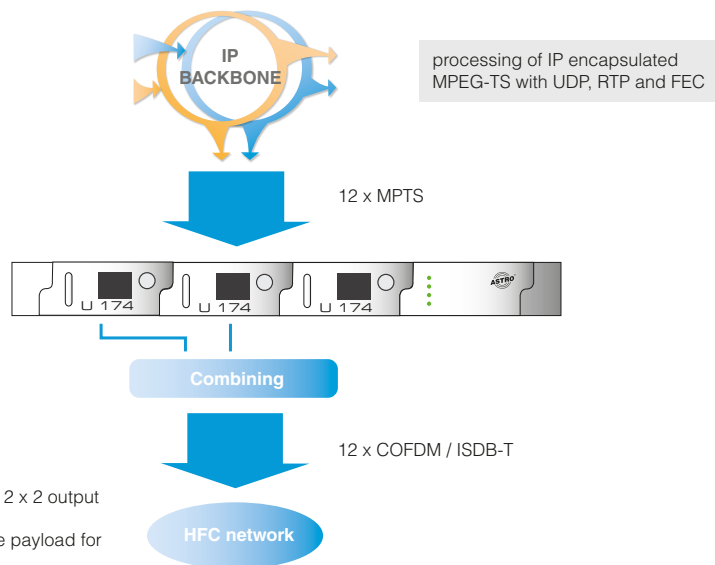 IP
BACKBONE
processing of IP encapsulated
MPEG-TS with UDP, RTP and FEC
12 x MPTS
U 174
U 174
U 174
ASTRO
Combining
12 x COFDM / ISDB-T
2 x 2 output
payload for
HFC network